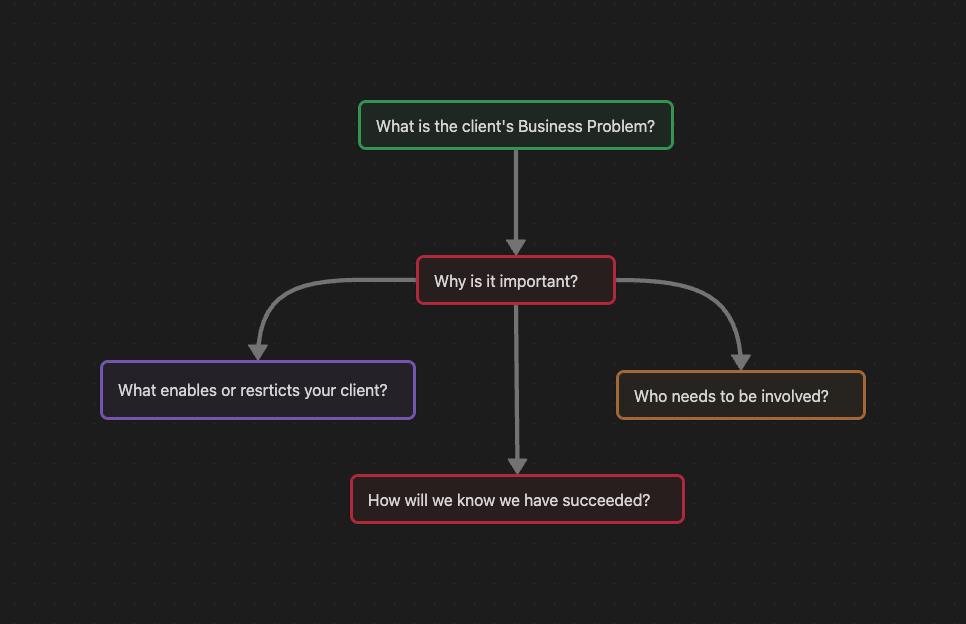 What is the client's Business Problem?
Why is it important?
What enables or resrticts your client?
Who needs to be involved?
How will we know we have succeeded?